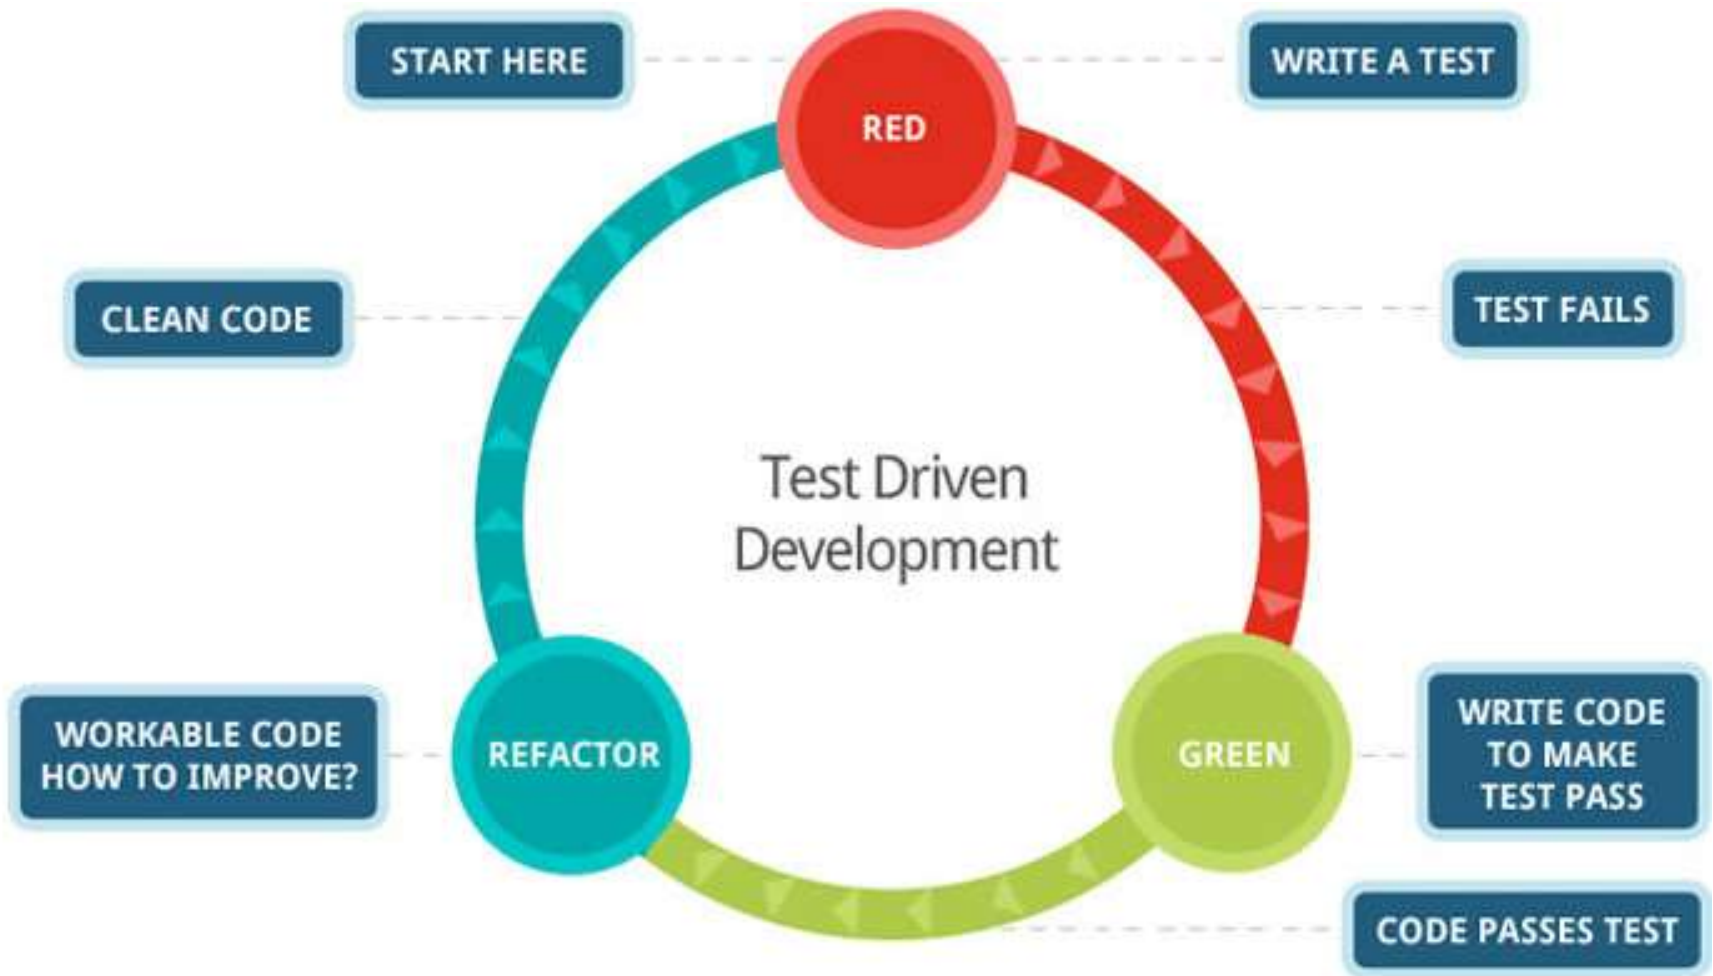 START HERE
WRITE A TEST
RED
CLEAN CODE
TEST FAILS
Test Driven
Development
WORKABLE CODE
HOW TO IMPROVE?
REFACTOR
GREEN
WRITE CODE
TO MAKE
TEST PASS
CODE PASSES TEST